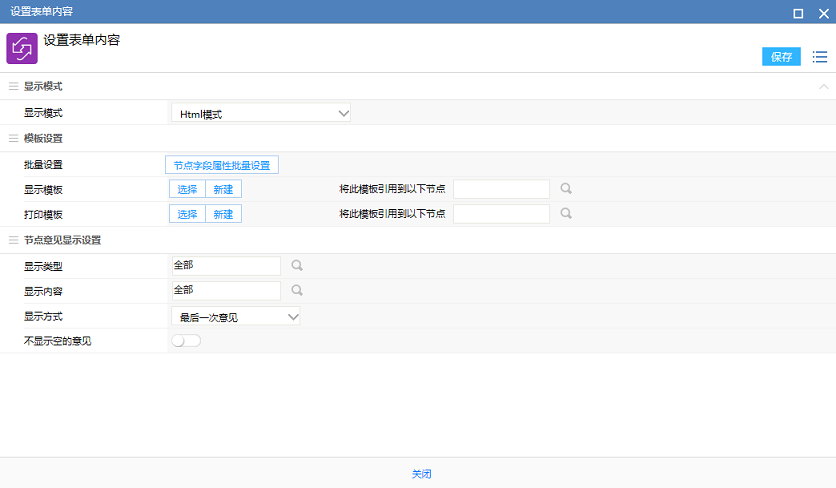 设置表单内容
设置表单内容
保存
显示模式
显示模式 Html模式
模板设置
批量设置 节点字段属性批量设置
显示模板 选择 新建 将此模板引用到以下节点
打印模板 选择 新建 将此模板引用到以下节点
节点意见显示设置
显示类型 全部
显示内容 全部
显示方式 最后一次意见
不显示空的意见
关闭